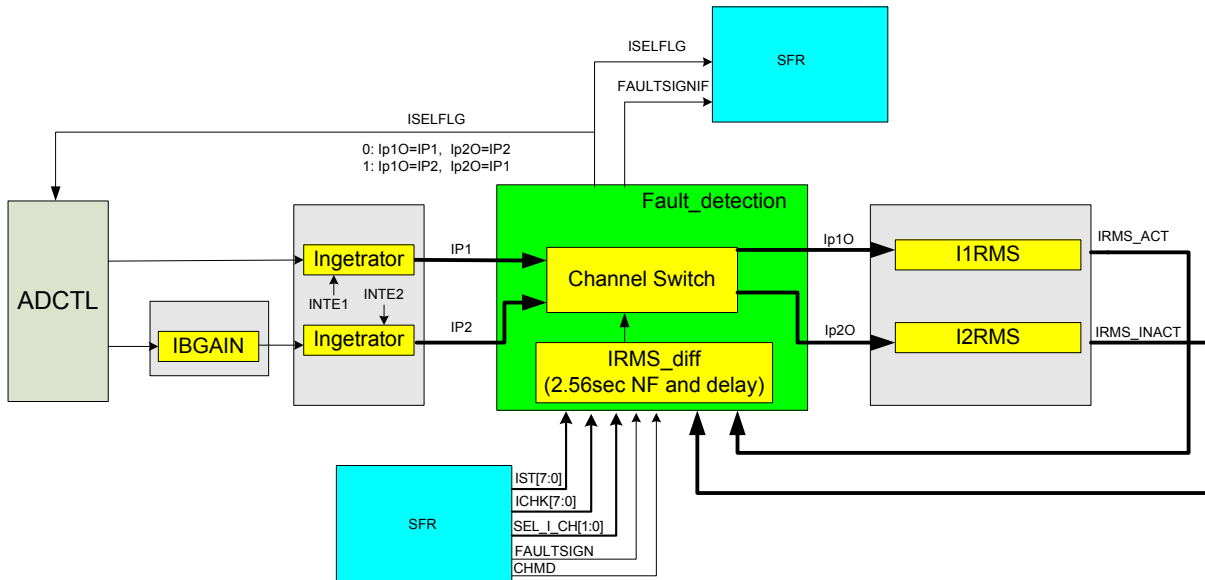 ISELFLG
SFR
FAULTSIGNIF
ISELFLG
0: Ip1O=IP1, Ip2O=IP2
1: Ip1O=IP2, Ip2O=IP1
Fault_detection
ADCTL
Ingetrator
IP1
INTE1
INTE2
IBGAIN
Ingetrator
IP2
Channel Switch
IRMS_diff
(2.56sec NF and delay)
Ip1O
I1RMS
IRMS_ACT
Ip2O
I2RMS
IRMS_INACT
SFR
IST[7:0]
ICHK[7:0]
SEL_I_CH[1:0]
FAULTSIGN
CHMD